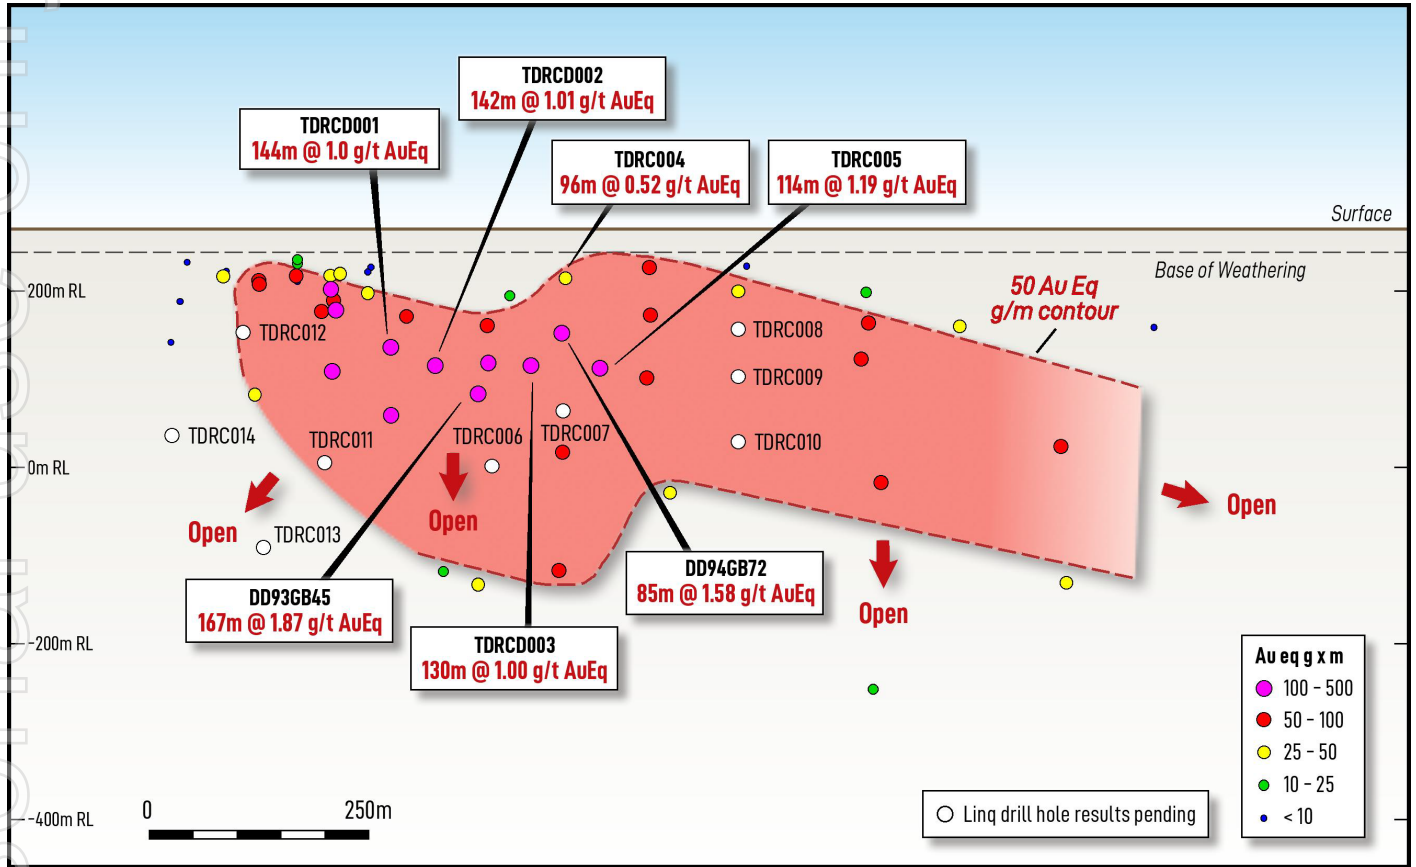 TDRCD002
142m @ 1.01 g/t AuEq
TDRCD001
144m @ 1.0 g/t AuEq
TDRC004
96m @ 0.52 g/t AuEq
TDRC005
114m @ 1.19 g/t AuEq
Surface
Base of Weathering
200m RL
50 Au Eq
g/m contour
TDRC012
TDRC008
TDRC009
TDRC014
TDRC011
TDRC006
TDRC007
TDRC010
0m RL
Open
Open
Open
TDRC013
DD93GB45
167m @ 1.87 g/t AuEq
DD94GB72
85m @ 1.58 g/t AuEq
Open
TDRCD003
130m @ 1.00 g/t AuEq
-200m RL
Au eq g x m
100 - 500
50 - 100
25 - 50
10 - 25
< 10
0 250m
Linq drill hole results pending
-400m RL